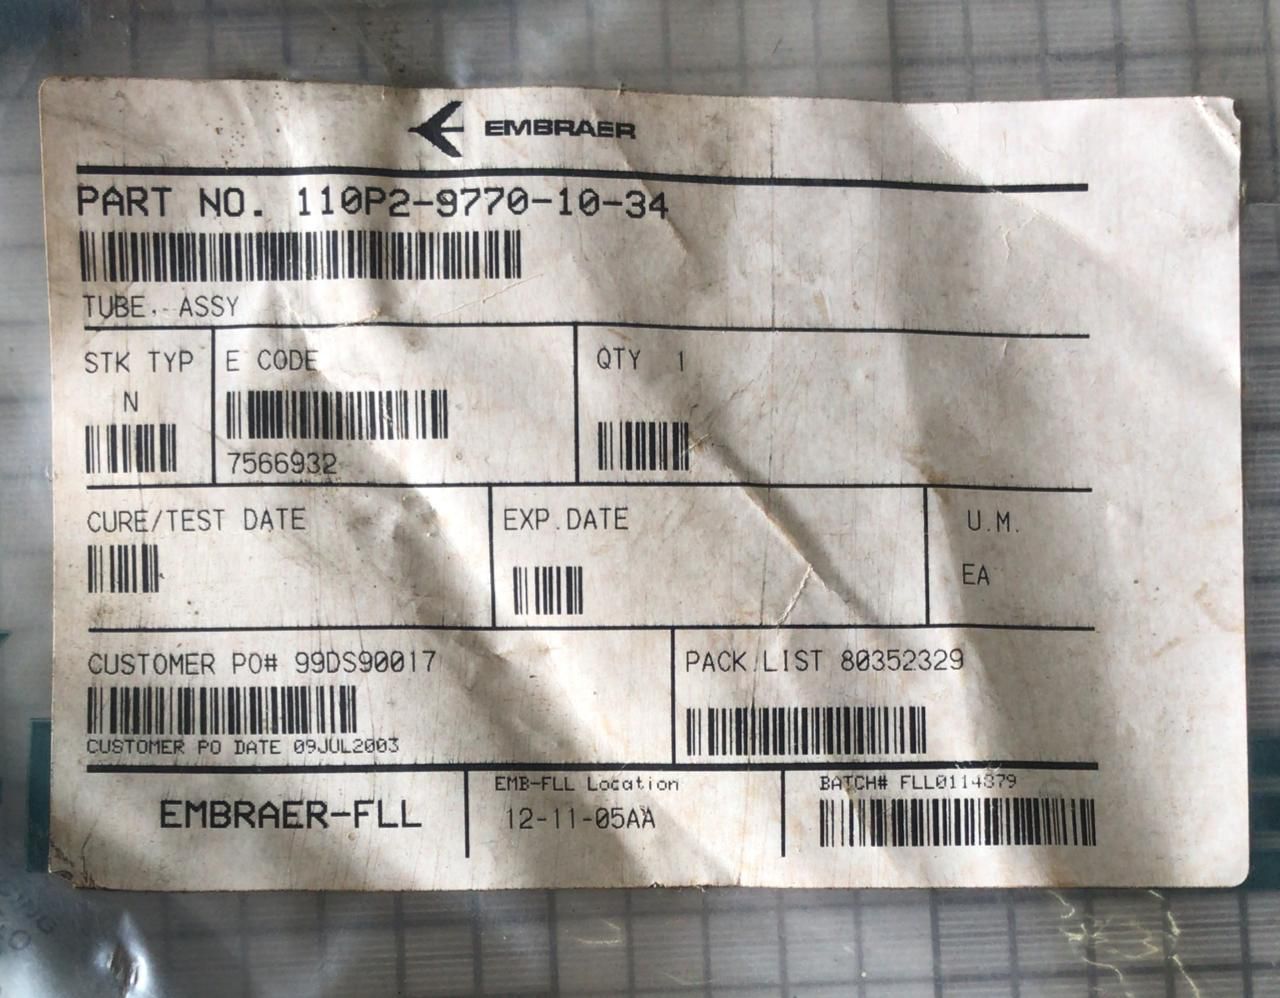 EMBRAER
PART NO. 110P2-9770-10-34
TUBE, ASSY
STK TYP
N
E CODE
7566932
QTY 1
CURE/TEST DATE
EXP.DATE
U.M.
EA
CUSTOMER PO# 99DS90017
CUSTOMER PO DATE 09JUL2003
PACK LIST 80352329
EMBRAER-FLL
EMB-FLL Location
12-11-05AA
BATCH# FLL0114379